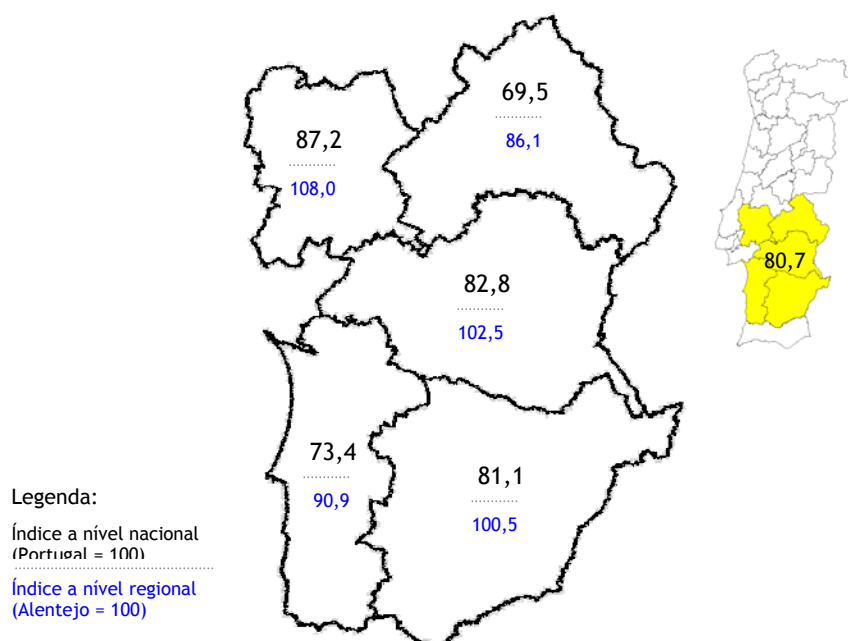 69,5
86,1
87,2
108,0
80,7
82,8
102,5
73,4
90,9
81,1
100,5
Legenda:
Índice a nível nacional
(Portugal = 100)
Índice a nível regional
(Alentejo = 100)